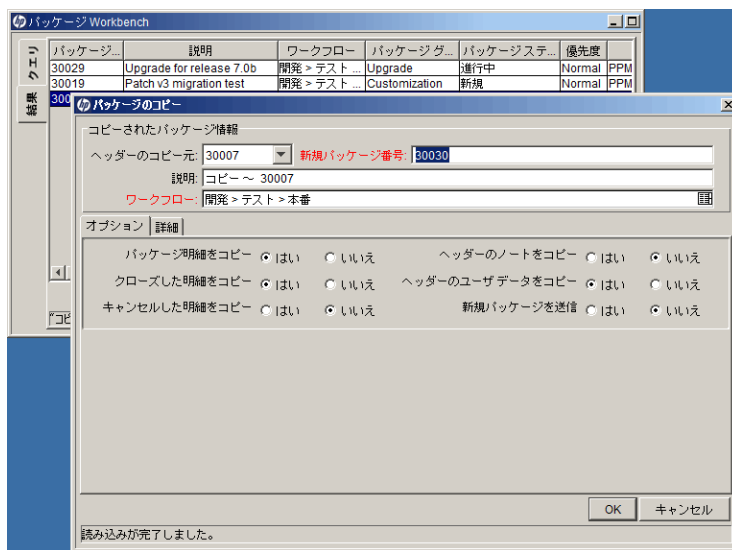 パッケージ Workbench
クエリ
結果
パッケージ... 説明 ワークフロー パッケージ グ... パッケージ ステ... 優先度
30029 Upgrade for release 7.0b 開発 > テスト ... Upgrade 進行中 Normal PPM
30019 Patch v3 migration test 開発 > テスト ... Customization 新規 Normal PPM
300
パッケージのコピー
コピーされたパッケージ情報
ヘッダーのコピー元: 30007 新規パッケージ番号: 30030
説明: コピー ～ 30007
ワークフロー: 開発 > テスト > 本番
オプション 詳細
パッケージ明細をコピー はい いいえ ヘッダーのノートをコピー はい いいえ
クローズした明細をコピー はい いいえ ヘッダーのユーザ データをコピー はい いいえ
キャンセルした明細をコピー はい いいえ 新規パッケージを送信 はい いいえ
"コピ
OK キャンセル
読み込みが完了しました。